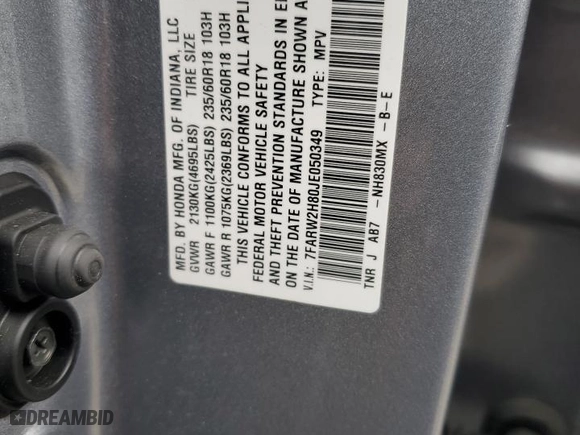 MFD. BY HONDA MFG. OF INDIANA, LLC
TIRE SIZE
GVWR 2130KG(4695LBS)
GAWR F 1100KG(2425LBS) 235/60R18 103H
GAWR R 1075KG(2369LBS) 235/60R18 103H
THIS VEHICLE CONFORMS TO ALL APPLI
FEDERAL MOTOR VEHICLE SAFETY
AND THEFT PREVENTION STANDARDS IN
ON THE DATE OF MANUFACTURE SHOWN A
V.I.N.: 7FARW2H80JE050349 TYPE: MPV
TNR J AB7 -NH830MX -B-E
DREAMBID